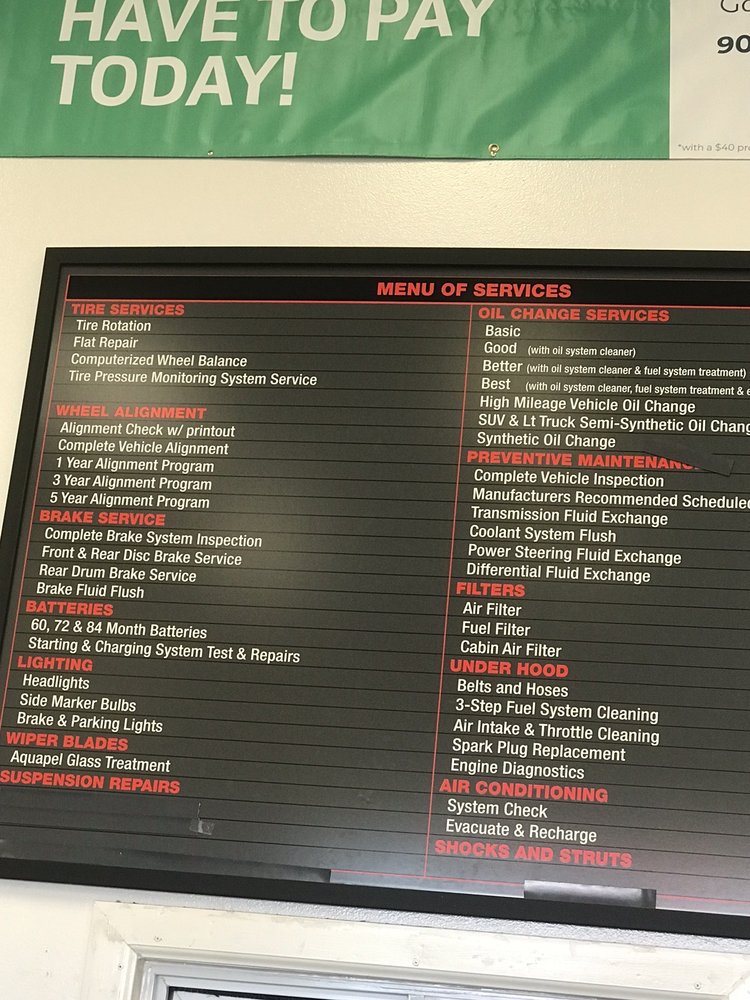 HAVE TO PAY
TODAY!
90
*with a $40
MENU OF SERVICES
TIRE SERVICES
Tire Rotation
Flat Repair
Computerized Wheel Balance
Tire Pressure Monitoring System Service
WHEEL ALIGNMENT
Alignment Check w/ printout
Complete Vehicle Alignment
1 Year Alignment Program
3 Year Alignment Program
5 Year Alignment Program
BRAKE SERVICE
Complete Brake System Inspection
Front & Rear Disc Brake Service
Rear Drum Brake Service
Brake Fluid Flush
BATTERIES
60, 72 & 84 Month Batteries
Starting & Charging System Test & Repairs
LIGHTING
Headlights
Side Marker Bulbs
Brake & Parking Lights
WIPER BLADES
Aquapel Glass Treatment
SUSPENSION REPAIRS
OIL CHANGE SERVICES
Basic
Good (with oil system cleaner)
Better (with oil system cleaner & fuel system treatment)
Best (with oil system cleaner, fuel system treatment &
High Mileage Vehicle Oil Change
SUV & Lt Truck Semi-Synthetic Oil Chang
Synthetic Oil Change
PREVENTIVE MAINTENANC
Complete Vehicle Inspection
Manufacturers Recommended Scheduled
Transmission Fluid Exchange
Coolant System Flush
Power Steering Fluid Exchange
Differential Fluid Exchange
FILTERS
Air Filter
Fuel Filter
Cabin Air Filter
UNDER HOOD
Belts and Hoses
3-Step Fuel System Cleaning
Air Intake & Throttle Cleaning
Spark Plug Replacement
Engine Diagnostics
AIR CONDITIONING
System Check
Evacuate & Recharge
SHOCKS AND STRUTS